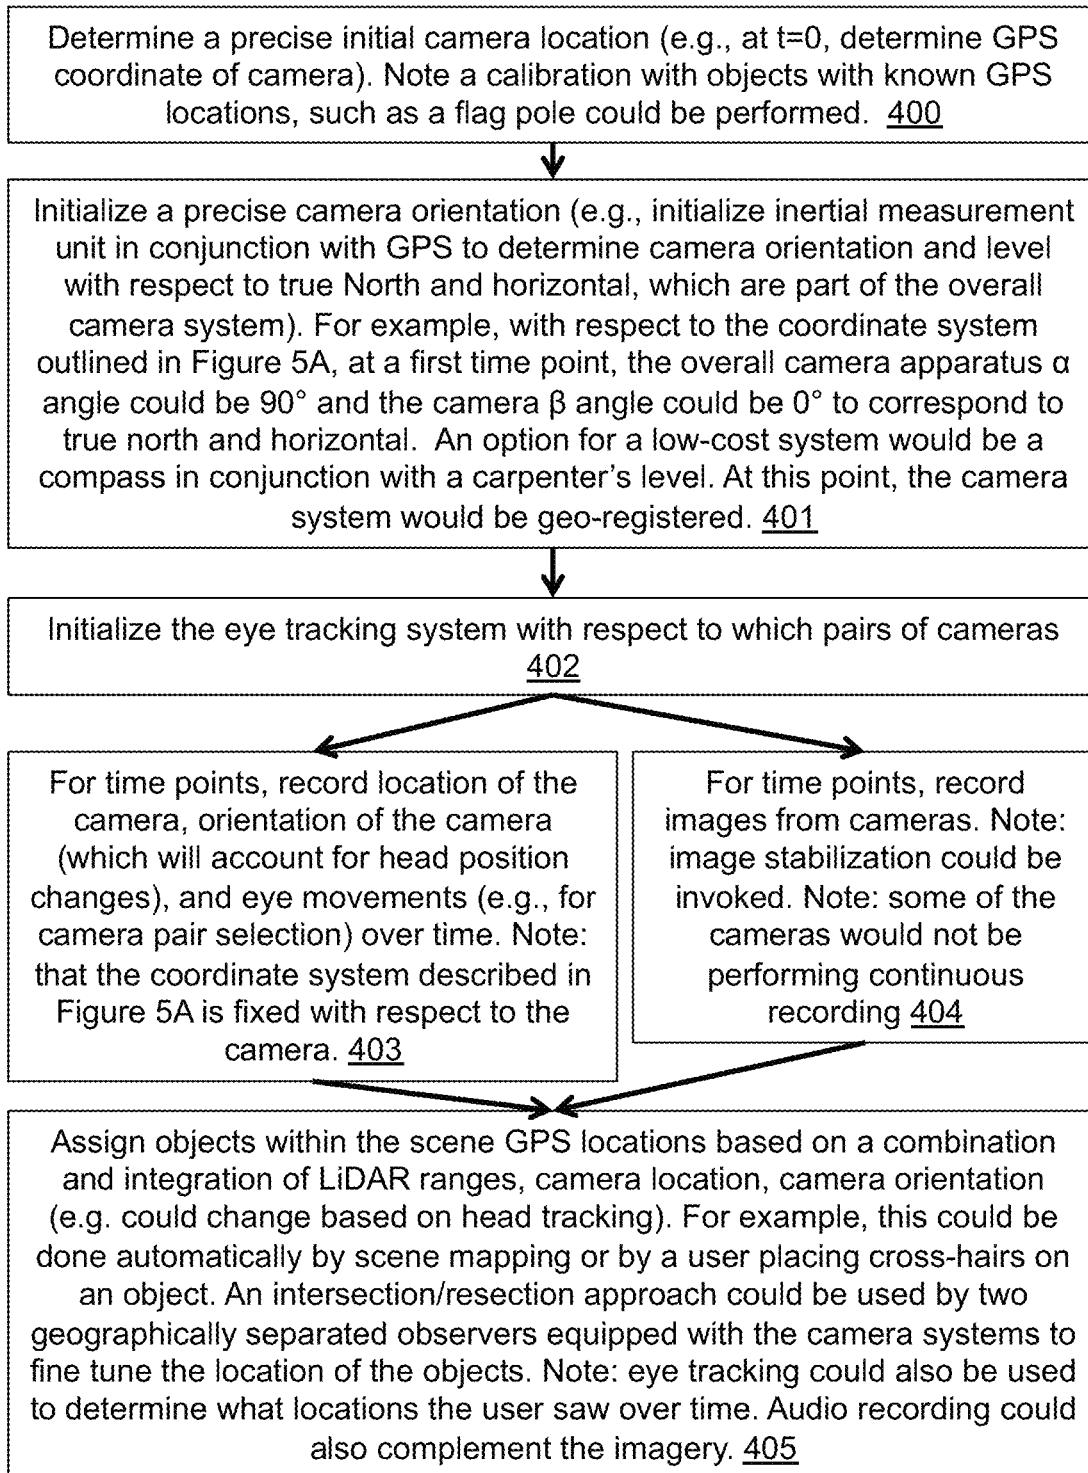 Determine a precise initial camera location (e.g., at t=0, determine GPS
coordinate of camera). Note a calibration with objects with known GPS
locations, such as a flag pole could be performed. 400
Initialize a precise camera orientation (e.g., initialize inertial measurement
unit in conjunction with GPS to determine camera orientation and level
with respect to true North and horizontal, which are part of the overall
camera system). For example, with respect to the coordinate system
outlined in Figure 5A, at a first time point, the overall camera apparatus α
angle could be 90° and the camera β angle could be 0° to correspond to
true north and horizontal. An option for a low-cost system would be a
compass in conjunction with a carpenter's level. At this point, the camera
system would be geo-registered. 401
Initialize the eye tracking system with respect to which pairs of cameras
402
For time points, record location of the
camera, orientation of the camera
(which will account for head position
changes), and eye movements (e.g., for
camera pair selection) over time. Note:
that the coordinate system described in
Figure 5A is fixed with respect to the
camera. 403
For time points, record
images from cameras. Note:
image stabilization could be
invoked. Note: some of the
cameras would not be
performing continuous
recording 404
Assign objects within the scene GPS locations based on a combination
and integration of LiDAR ranges, camera location, camera orientation
(e.g. could change based on head tracking). For example, this could be
done automatically by scene mapping or by a user placing cross-hairs on
an object. An intersection/resection approach could be used by two
geographically separated observers equipped with the camera systems to
fine tune the location of the objects. Note: eye tracking could also be used
to determine what locations the user saw over time. Audio recording could
also complement the imagery. 405